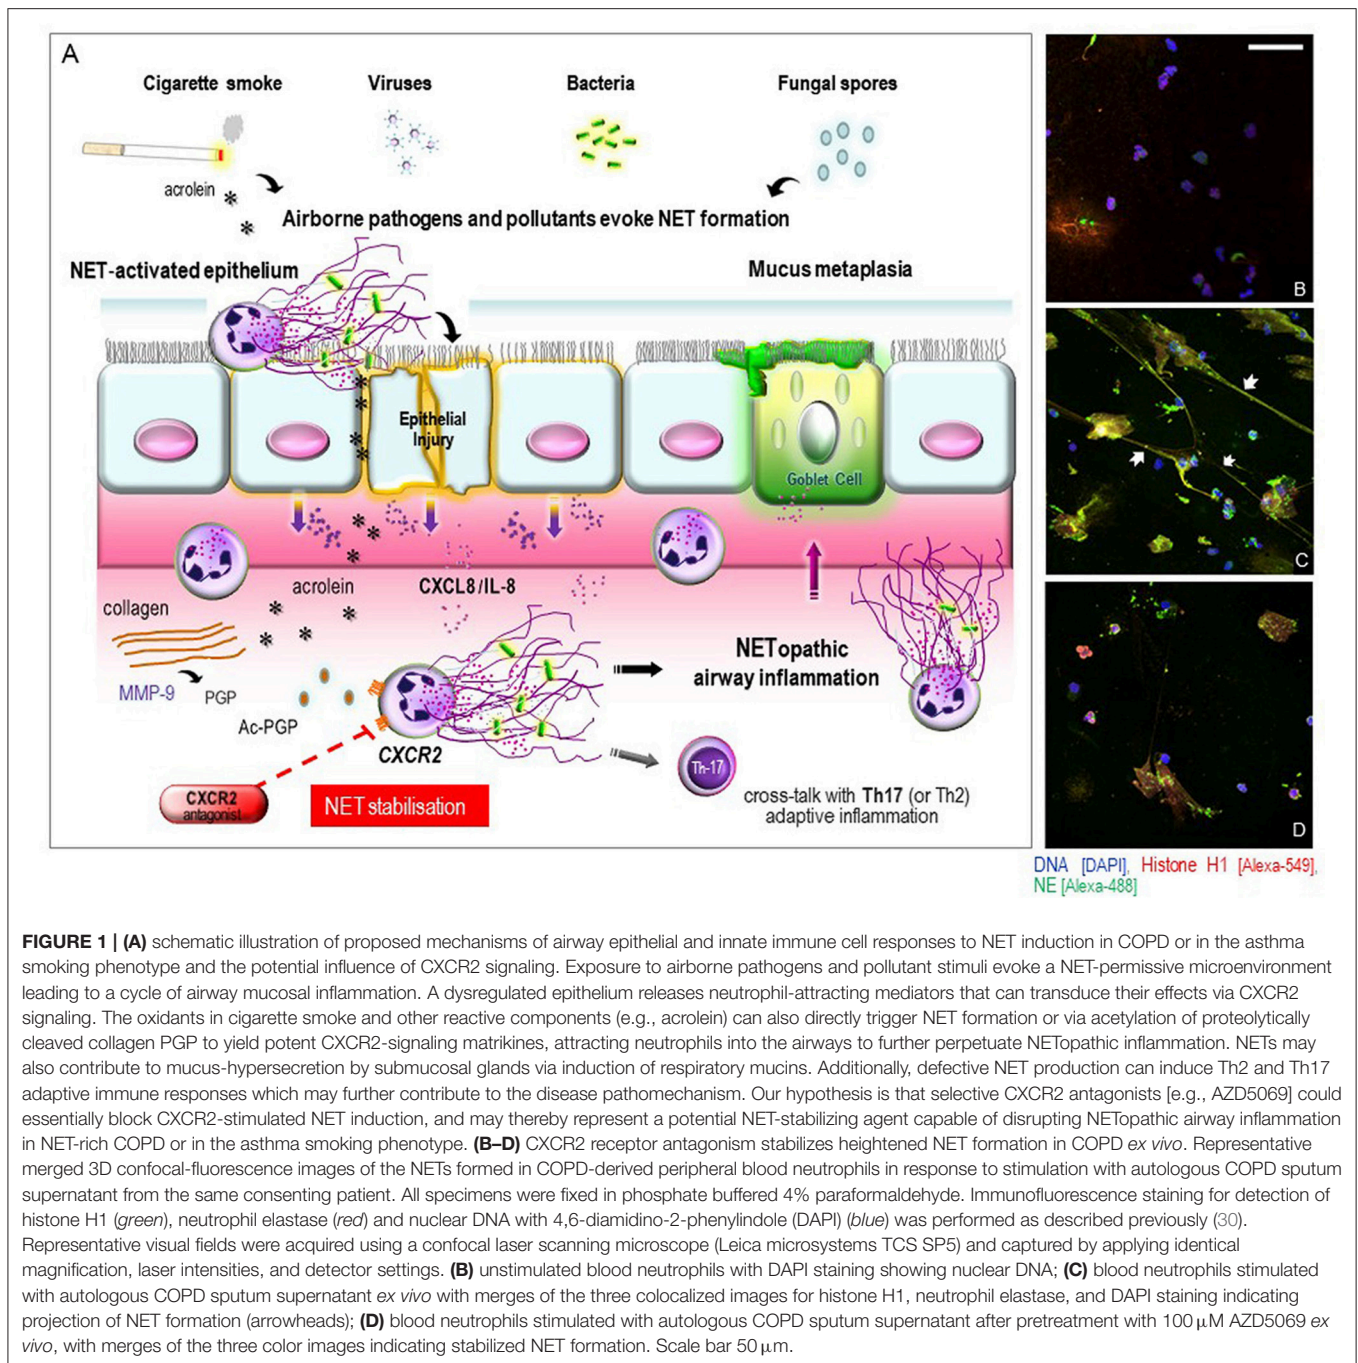 A
Cigarette smoke
Viruses
Bacteria
Fungal spores
acrolein
Airborne pathogens and pollutants evoke NET formation
NET-activated epithelium
Mucus metaplasia
Epithelial
Injury
Goblet Cell
acrolein
CXCL8/IL-8
collagen
MMP-9
PGP
Ac-PGP
CXCR2
NETopathic
airway inflammation
Th-17
CXCR2
antagonist
NET stabilisation
cross-talk with Th17 (or Th2)
adaptive inflammation
B
C
D
DNA [DAPI], Histone H1 [Alexa-549],
NE [Alexa-488]
FIGURE 1 | (A) schematic illustration of proposed mechanisms of airway epithelial and innate immune cell responses to NET induction in COPD or in the asthma
smoking phenotype and the potential influence of CXCR2 signaling. Exposure to airborne pathogens and pollutant stimuli evoke a NET-permissive microenvironment
leading to a cycle of airway mucosal inflammation. A dysregulated epithelium releases neutrophil-attracting mediators that can transduce their effects via CXCR2
signaling. The oxidants in cigarette smoke and other reactive components (e.g., acrolein) can also directly trigger NET formation or via acetylation of proteolytically
cleaved collagen PGP to yield potent CXCR2-signaling matrikines, attracting neutrophils into the airways to further perpetuate NETopathic inflammation. NETs may
also contribute to mucus-hypersecretion by submucosal glands via induction of respiratory mucins. Additionally, defective NET production can induce Th2 and Th17
adaptive immune responses which may further contribute to the disease pathomechanism. Our hypothesis is that selective CXCR2 antagonists [e.g., AZD5069] could
essentially block CXCR2-stimulated NET induction, and may thereby represent a potential NET-stabilizing agent capable of disrupting NETopathic airway inflammation
in NET-rich COPD or in the asthma smoking phenotype. (B–D) CXCR2 receptor antagonism stabilizes heightened NET formation in COPD ex vivo. Representative
merged 3D confocal-fluorescence images of the NETs formed in COPD-derived peripheral blood neutrophils in response to stimulation with autologous COPD sputum
supernatant from the same consenting patient. All specimens were fixed in phosphate buffered 4% paraformaldehyde. Immunofluorescence staining for detection of
histone H1 (green), neutrophil elastase (red) and nuclear DNA with 4,6-diamidino-2-phenylindole (DAPI) (blue) was performed as described previously (30).
Representative visual fields were acquired using a confocal laser scanning microscope (Leica microsystems TCS SP5) and captured by applying identical
magnification, laser intensities, and detector settings. (B) unstimulated blood neutrophils with DAPI staining showing nuclear DNA; (C) blood neutrophils stimulated
with autologous COPD sputum supernatant ex vivo with merges of the three colocalized images for histone H1, neutrophil elastase, and DAPI staining indicating
projection of NET formation (arrowheads); (D) blood neutrophils stimulated with autologous COPD sputum supernatant after pretreatment with 100 μM AZD5069 ex
vivo, with merges of the three color images indicating stabilized NET formation. Scale bar 50 μm.